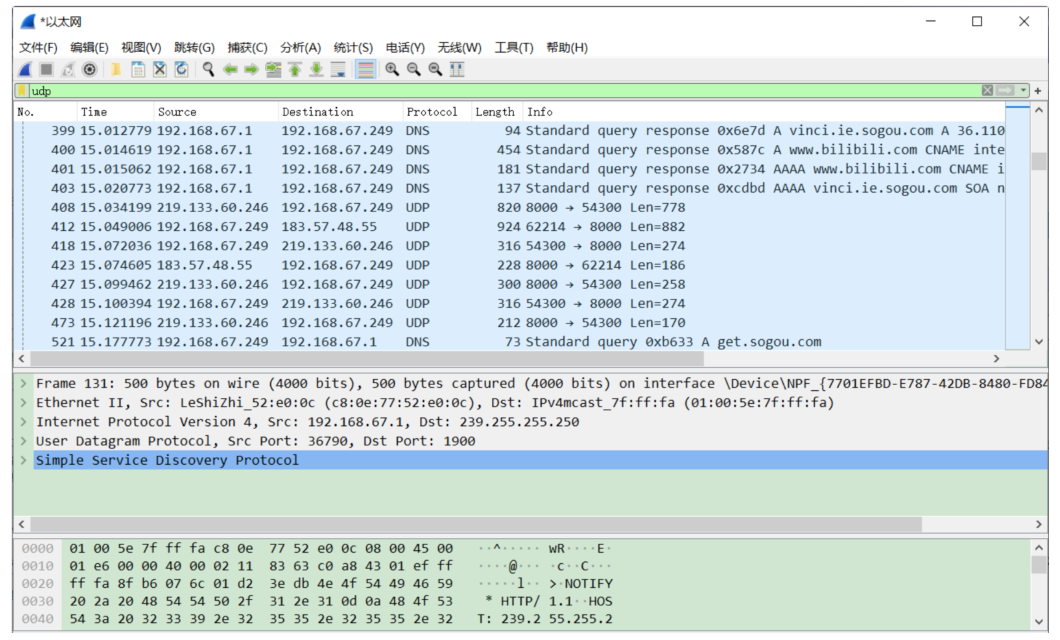 *以太网
文件(F) 编辑(E) 视图(V) 跳转(G) 捕获(C) 分析(A) 统计(S) 电话(Y) 无线(W) 工具(T) 帮助(H)
udp
No. Time Source Destination Protocol Length Info
399 15.012779 192.168.67.1 192.168.67.249 DNS 94 Standard query response 0x6e7d A vinci.ie.sogou.com A 36.110
400 15.014619 192.168.67.1 192.168.67.249 DNS 454 Standard query response 0x587c A www.bilibili.com CNAME inte
401 15.015062 192.168.67.1 192.168.67.249 DNS 181 Standard query response 0x2734 AAAA www.bilibili.com CNAME i
403 15.020773 192.168.67.1 192.168.67.249 DNS 137 Standard query response 0xcdbd AAAA vinci.ie.sogou.com SOA n
408 15.034199 219.133.60.246 192.168.67.249 UDP 820 8000 → 54300 Len=778
412 15.049006 192.168.67.249 183.57.48.55 UDP 924 62214 → 8000 Len=882
418 15.072036 192.168.67.249 219.133.60.246 UDP 316 54300 → 8000 Len=274
423 15.074605 183.57.48.55 192.168.67.249 UDP 228 8000 → 62214 Len=186
427 15.099462 219.133.60.246 192.168.67.249 UDP 300 8000 → 54300 Len=258
428 15.100394 192.168.67.249 219.133.60.246 UDP 316 54300 → 8000 Len=274
473 15.121196 219.133.60.246 192.168.67.249 UDP 212 8000 → 54300 Len=170
521 15.177773 192.168.67.249 192.168.67.1 DNS 73 Standard query 0xb633 A get.sogou.com
Frame 131: 500 bytes on wire (4000 bits), 500 bytes captured (4000 bits) on interface \Device\NPF_{7701EFBD-E787-42DB-8480-FD84
Ethernet II, Src: LeShiZhi_52:e0:0c (c8:0e:77:52:e0:0c), Dst: IPv4mcast_7f:ff:fa (01:00:5e:7f:ff:fa)
Internet Protocol Version 4, Src: 192.168.67.1, Dst: 239.255.255.250
User Datagram Protocol, Src Port: 36790, Dst Port: 1900
Simple Service Discovery Protocol
0000 01 00 5e 7f ff fa c8 0e 77 52 e0 0c 08 00 45 00 ··^····· wR····E·
0010 01 e6 00 00 40 00 02 11 83 63 c0 a8 43 01 ef ff ····@··· ·c··C···
0020 ff fa 8f b6 07 6c 01 d2 3e db 4e 4f 54 49 46 59 ·····l·· >·NOTIFY
0030 20 2a 20 48 54 54 50 2f 31 2e 31 0d 0a 48 4f 53 * HTTP/ 1.1··HOS
0040 54 3a 20 32 33 39 2e 32 35 35 2e 32 35 35 2e 32 T: 239.2 55.255.2